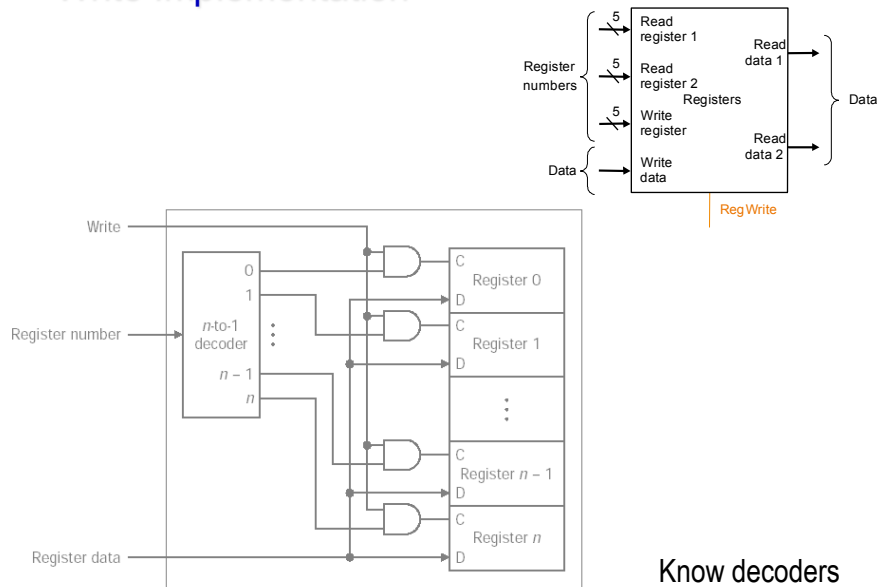 Write Implementation
5
Read
register 1
Read
data 1
Register
numbers
5
Read
register 2
Registers
Data
5
Write
register
Read
data 2
Data
Write
data
RegWrite
Write
0
C
Register 0
1
D
n-to-1
decoder
C
Register number
Register 1
D
n – 1
n
C
Register n – 1
D
C
Register n
Register data
D
Know decoders